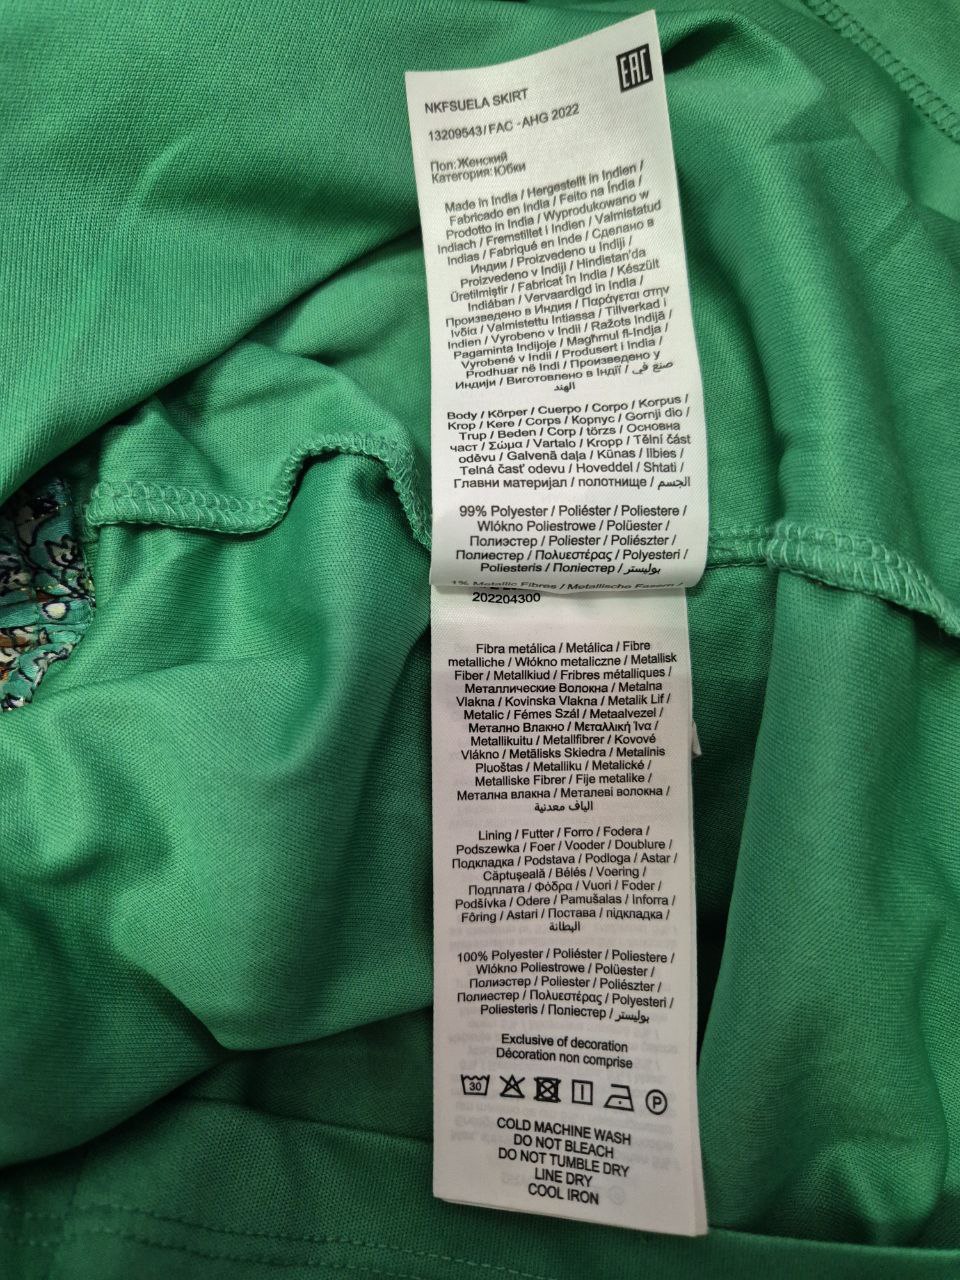 EAC
NKFSUELA SKIRT
13209543/FAC -AHG 2022
Пол:Женский
Категория:Юбки
Made in India / Hergestellt in Indien /
Fabricado en India / Feito na Índia /
Prodotto in India / Wyprodukowano w
Indiach / Fremstillet i Indien / Valmistatud
Indias / Fabriqué en Inde / Сделано в
Индии / Proizvedeno u Indiji /
Proizvedeno v Indiji / Hindistan'da
Üretilmiştir / Fabricat în India / Készült
Indiában / Vervaardigd in India /
Произведено в Индия / Παράγεται στην
Ινδία / Valmistettu Intiassa / Tillverkad i
Indien / Vyrobeno v Indii / Ražots Indijā /
Pagaminta Indijoje / Magħmul fl-Indja /
Vyrobené v Indii / Produsert i India /
Prodhuar në Indi / Произведено у
Индији / Виготовлено в Індії / صنع في
الهند
Body / Körper / Cuerpo / Corpo / Korpus /
Krop / Kere / Corps / Корпус / Gornji dio /
Trup / Beden / Corp / törzs / Основна
част / Σώμα / Vartalo / Kropp / Tělní část
oděvu / Galvenā daļa / Kūnas / Ilbies /
Telná časť odevu / Hoveddel / Shtati /
Главни материјал / полотнище / الجسم
99% Polyester / Poliéster / Poliestere /
Włókno Poliestrowe / Polüester /
Полиэстер / Poliester / Poliészter /
Полиестер / Πολυεστέρας / Polyesteri /
Poliesteris / Поліестер / بوليستر
1% Metallic Fibres / Metallische Fasern /
202204300
Fibra metálica / Metálica / Fibre
metalliche / Włókno metaliczne / Metallisk
Fiber / Metallkiud / Fribres métalliques /
Металлические Волокна / Metalna
Vlakna / Kovinska Vlakna / Metalik Lif /
Metalic / Fémes Szál / Metaalvezel /
Метално Влакно / Μεταλλική Ίνα /
Metallikuitu / Metallfibrer / Kovové
Vlákno / Metālisks Skiedra / Metalinis
Pluoštas / Metalliku / Metalické /
Metalliske Fibrer / Fije metalike /
Метална влакна / Металеві волокна /
الياف معدنية
Lining / Futter / Forro / Fodera /
Podszewka / Foer / Vooder / Doublure /
Подкладка / Podstava / Podloga / Astar /
Căptușeală / Bélés / Voering /
Подплата / Φόδρα / Vuori / Foder /
Podšívka / Odere / Pamušalas / Inforra /
Fôring / Astari / Постава / підкладка /
البطانة
100% Polyester / Poliéster / Poliestere /
Włókno Poliestrowe / Polüester /
Полиэстер / Poliester / Poliészter /
Полиестер / Πολυεστέρας / Polyesteri /
Poliesteris / Поліестер / بوليستر
Exclusive of decoration
Décoration non comprise
30 P
COLD MACHINE WASH
DO NOT BLEACH
DO NOT TUMBLE DRY
LINE DRY
COOL IRON